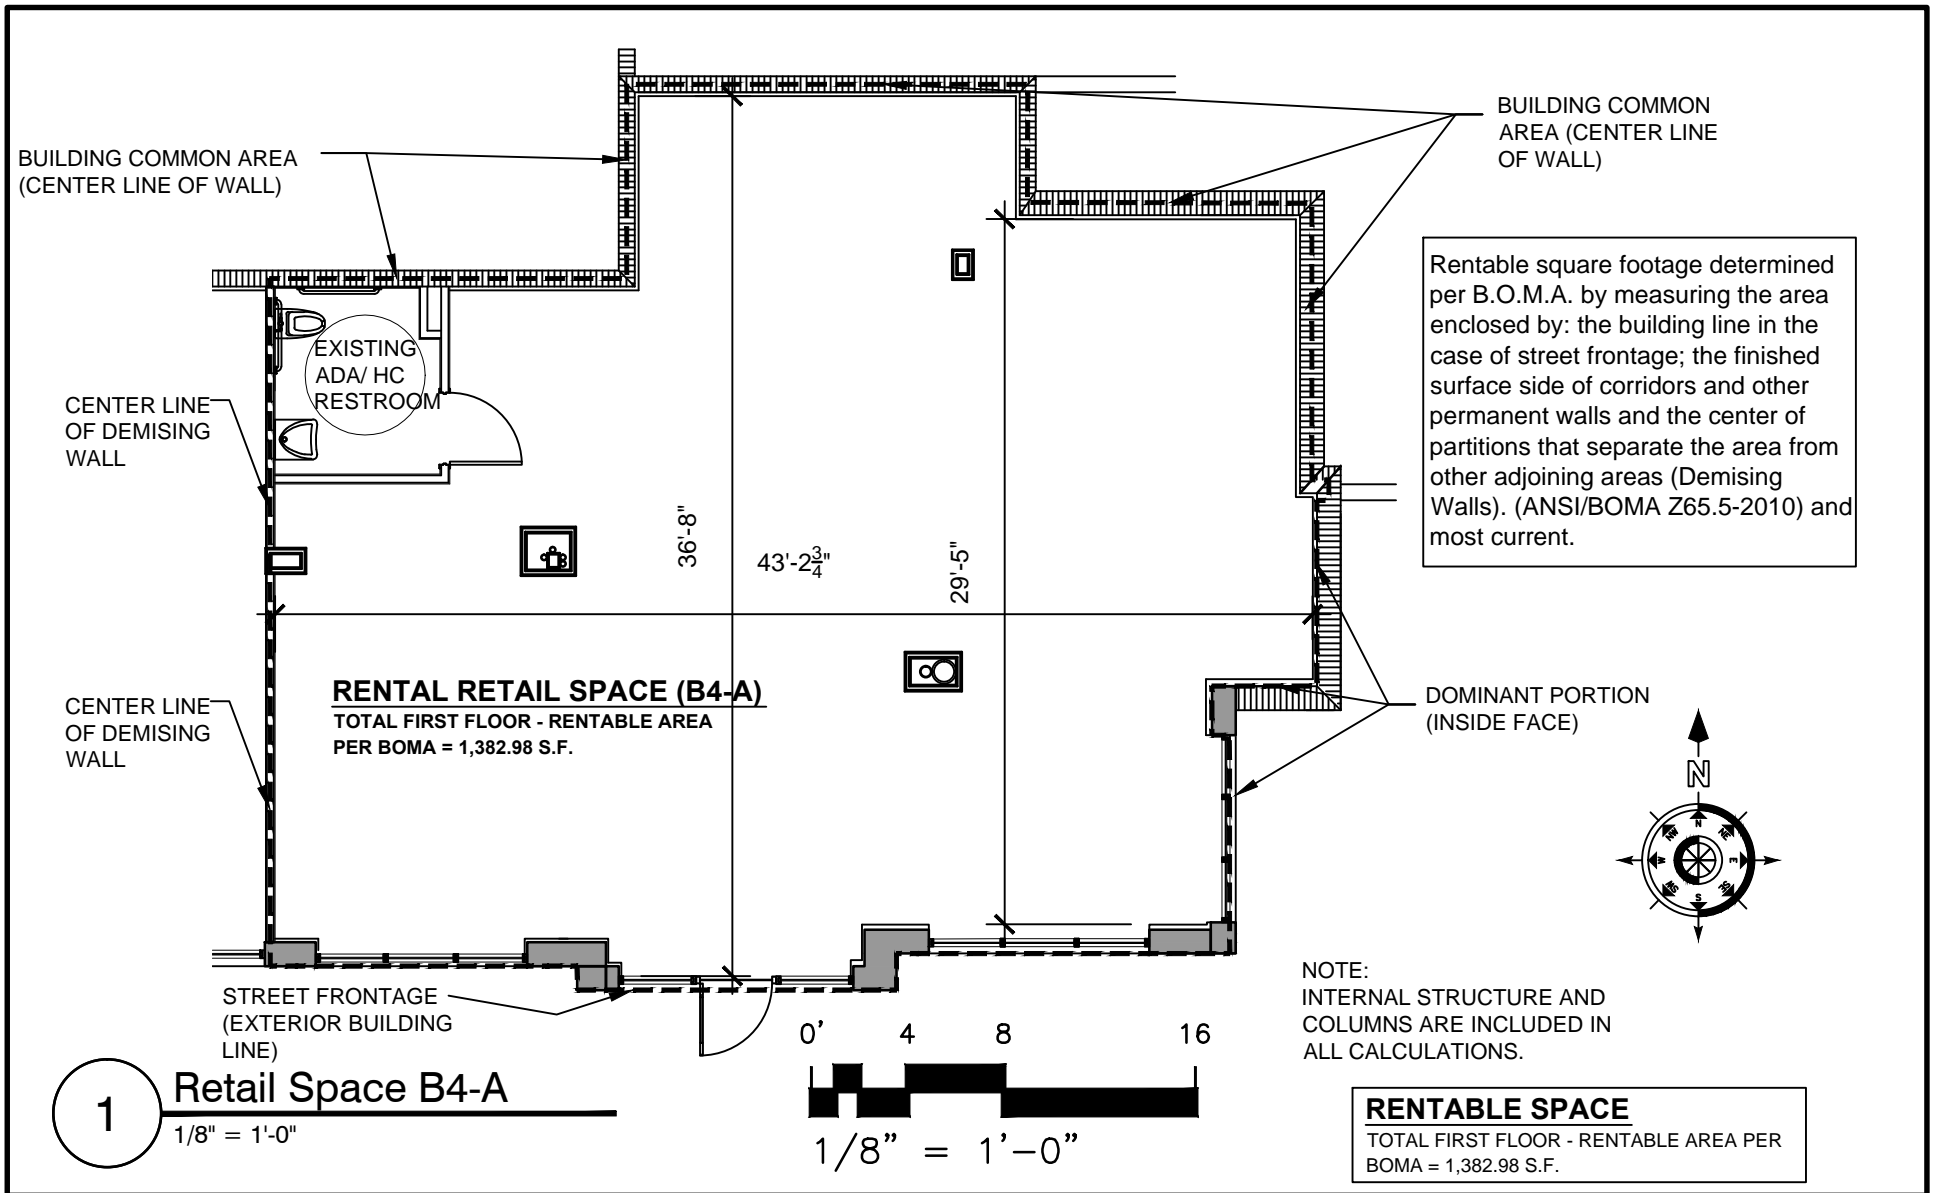 BUILDING COMMON AREA
(CENTER LINE OF WALL)
BUILDING COMMON
AREA (CENTER LINE
OF WALL)
Rentable square footage determined
per B.O.M.A. by measuring the area
enclosed by: the building line in the
case of street frontage; the finished
surface side of corridors and other
permanent walls and the center of
partitions that separate the area from
other adjoining areas (Demising
Walls). (ANSI/BOMA Z65.5-2010) and
most current.
EXISTING
ADA/ HC
RESTROOM
CENTER LINE
OF DEMISING
WALL
36'-8"
43'-2¾"
29'-5"
RENTAL RETAIL SPACE (B4-A)
TOTAL FIRST FLOOR - RENTABLE AREA
PER BOMA = 1,382.98 S.F.
CENTER LINE
OF DEMISING
WALL
DOMINANT PORTION
(INSIDE FACE)
N
N
NE
E
SE
S
SW
W
NW
STREET FRONTAGE
(EXTERIOR BUILDING
LINE)
NOTE:
INTERNAL STRUCTURE AND
COLUMNS ARE INCLUDED IN
ALL CALCULATIONS.
1
Retail Space B4-A
1/8" = 1'-0"
0' 4 8 16
1/8” = 1’-0”
RENTABLE SPACE
TOTAL FIRST FLOOR - RENTABLE AREA PER
BOMA = 1,382.98 S.F.